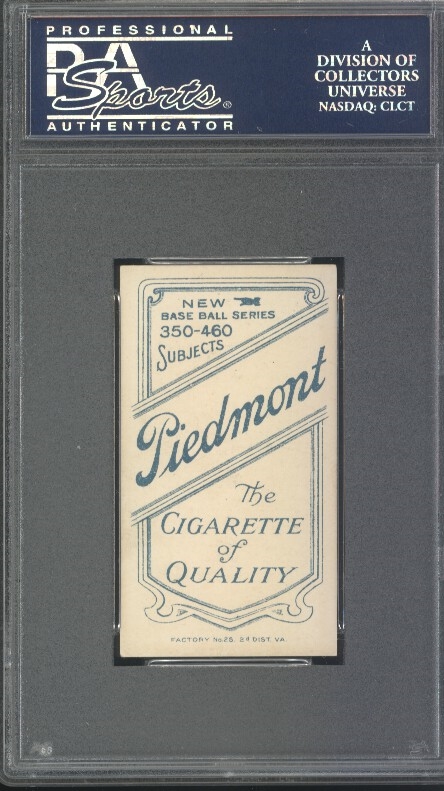 PROFESSIONAL
PSA
Sports®
AUTHENTICATOR
A
DIVISION OF
COLLECTORS
UNIVERSE
NASDAQ: CLCT
NEW
BASE BALL SERIES
350-460
SUBJECTS
Piedmont
The
CIGARETTE
of
QUALITY
FACTORY No. 25, 2d DIST. VA.